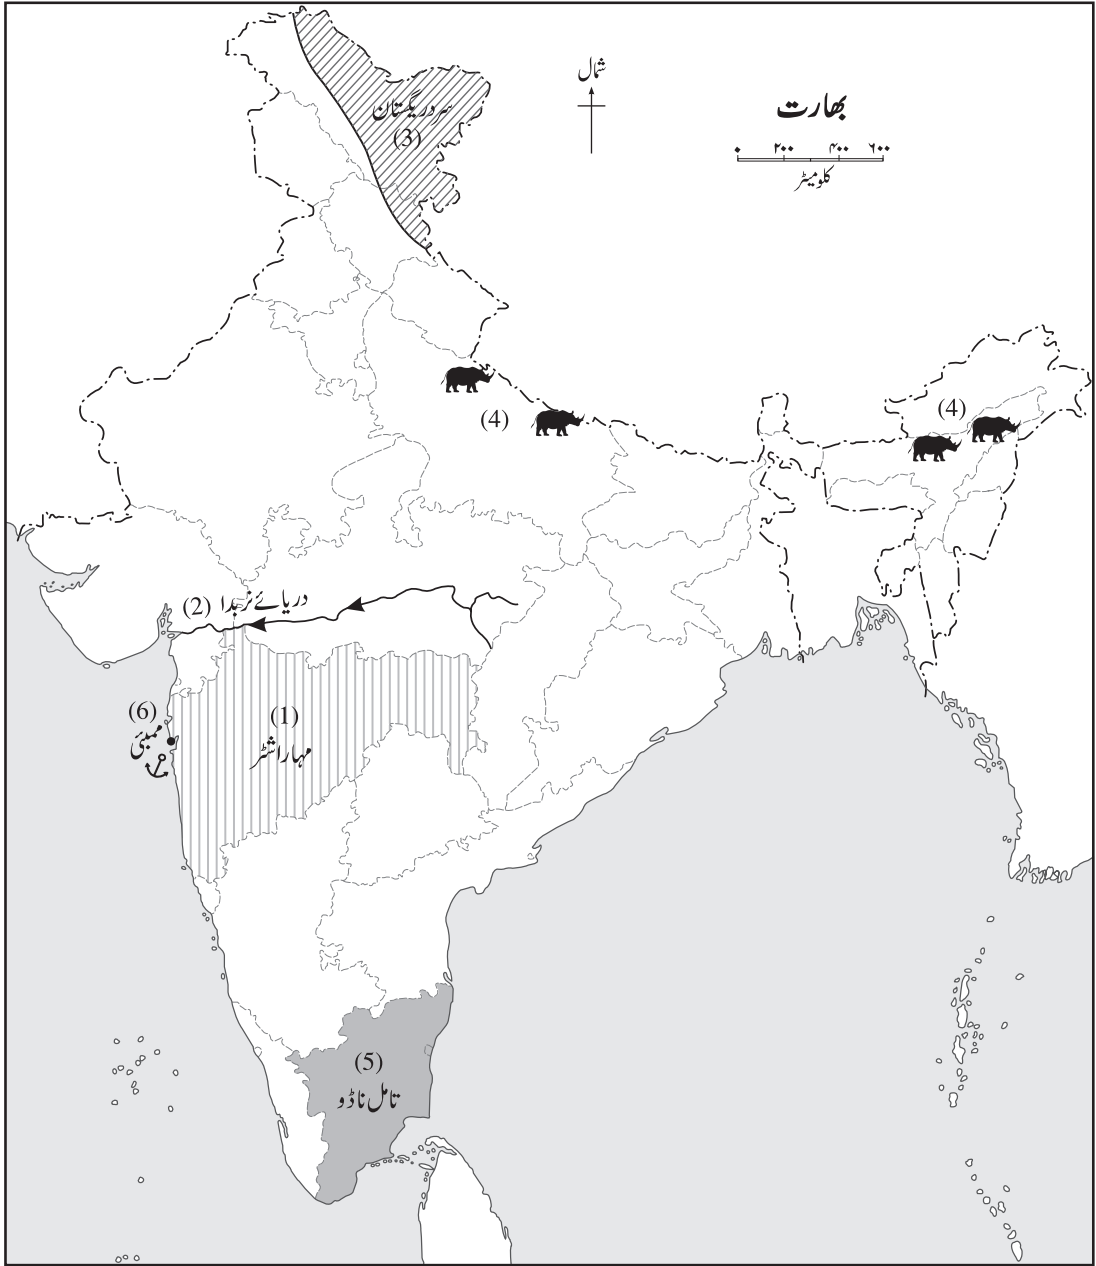 شمال
بھارت
۰ ۲۰۰ ۴۰۰ ۶۰۰
کلومیٹر
سرد ریگستان
(3)
(4)
(4)
(2) دریائے نربدا
(1)
مہاراشٹر
(6)
ممبئی
(5)
تامل ناڈو